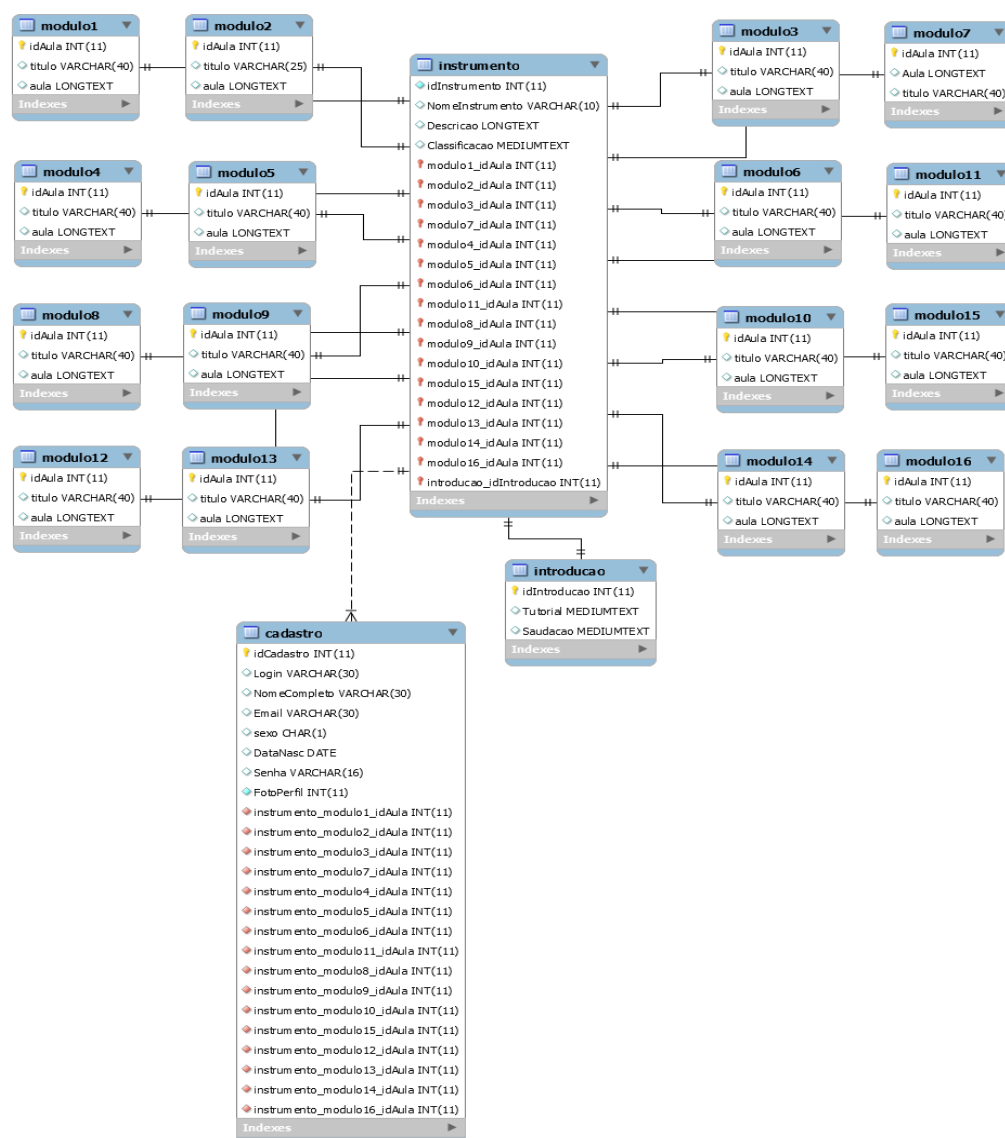 modulo1
idAula INT(11)
titulo VARCHAR(40)
aula LONGTEXT
Indexes
modulo2
idAula INT(11)
titulo VARCHAR(25)
aula LONGTEXT
Indexes
instrumento
idInstrumento INT(11)
NomeInstrumento VARCHAR(10)
Descricao LONGTEXT
Classificacao MEDIUMTEXT
modulo1_idAula INT(11)
modulo2_idAula INT(11)
modulo3_idAula INT(11)
modulo7_idAula INT(11)
modulo4_idAula INT(11)
modulo5_idAula INT(11)
modulo6_idAula INT(11)
modulo11_idAula INT(11)
modulo8_idAula INT(11)
modulo9_idAula INT(11)
modulo10_idAula INT(11)
modulo15_idAula INT(11)
modulo12_idAula INT(11)
modulo13_idAula INT(11)
modulo14_idAula INT(11)
modulo16_idAula INT(11)
introducao_idIntroducao INT(11)
Indexes
modulo3
idAula INT(11)
titulo VARCHAR(40)
aula LONGTEXT
Indexes
modulo7
idAula INT(11)
Aula LONGTEXT
titulo VARCHAR(40)
Indexes
modulo4
idAula INT(11)
titulo VARCHAR(40)
aula LONGTEXT
Indexes
modulo5
idAula INT(11)
titulo VARCHAR(40)
aula LONGTEXT
Indexes
modulo6
idAula INT(11)
titulo VARCHAR(40)
aula LONGTEXT
Indexes
modulo11
idAula INT(11)
titulo VARCHAR(40)
aula LONGTEXT
Indexes
modulo8
idAula INT(11)
titulo VARCHAR(40)
aula LONGTEXT
Indexes
modulo9
idAula INT(11)
titulo VARCHAR(40)
aula LONGTEXT
Indexes
modulo10
idAula INT(11)
titulo VARCHAR(40)
aula LONGTEXT
Indexes
modulo15
idAula INT(11)
titulo VARCHAR(40)
aula LONGTEXT
Indexes
modulo12
idAula INT(11)
titulo VARCHAR(40)
aula LONGTEXT
Indexes
modulo13
idAula INT(11)
titulo VARCHAR(40)
aula LONGTEXT
Indexes
modulo14
idAula INT(11)
titulo VARCHAR(40)
aula LONGTEXT
Indexes
modulo16
idAula INT(11)
titulo VARCHAR(40)
aula LONGTEXT
Indexes
introducao
idIntroducao INT(11)
Tutorial MEDIUMTEXT
Saudacao MEDIUMTEXT
Indexes
cadastro
idCadastro INT(11)
Login VARCHAR(30)
NomeCompleto VARCHAR(30)
Email VARCHAR(30)
sexo CHAR(1)
DataNasc DATE
Senha VARCHAR(16)
FotoPerfil INT(11)
instrumento_modulo1_idAula INT(11)
instrumento_modulo2_idAula INT(11)
instrumento_modulo3_idAula INT(11)
instrumento_modulo7_idAula INT(11)
instrumento_modulo4_idAula INT(11)
instrumento_modulo5_idAula INT(11)
instrumento_modulo6_idAula INT(11)
instrumento_modulo11_idAula INT(11)
instrumento_modulo8_idAula INT(11)
instrumento_modulo9_idAula INT(11)
instrumento_modulo10_idAula INT(11)
instrumento_modulo15_idAula INT(11)
instrumento_modulo12_idAula INT(11)
instrumento_modulo13_idAula INT(11)
instrumento_modulo14_idAula INT(11)
instrumento_modulo16_idAula INT(11)
Indexes